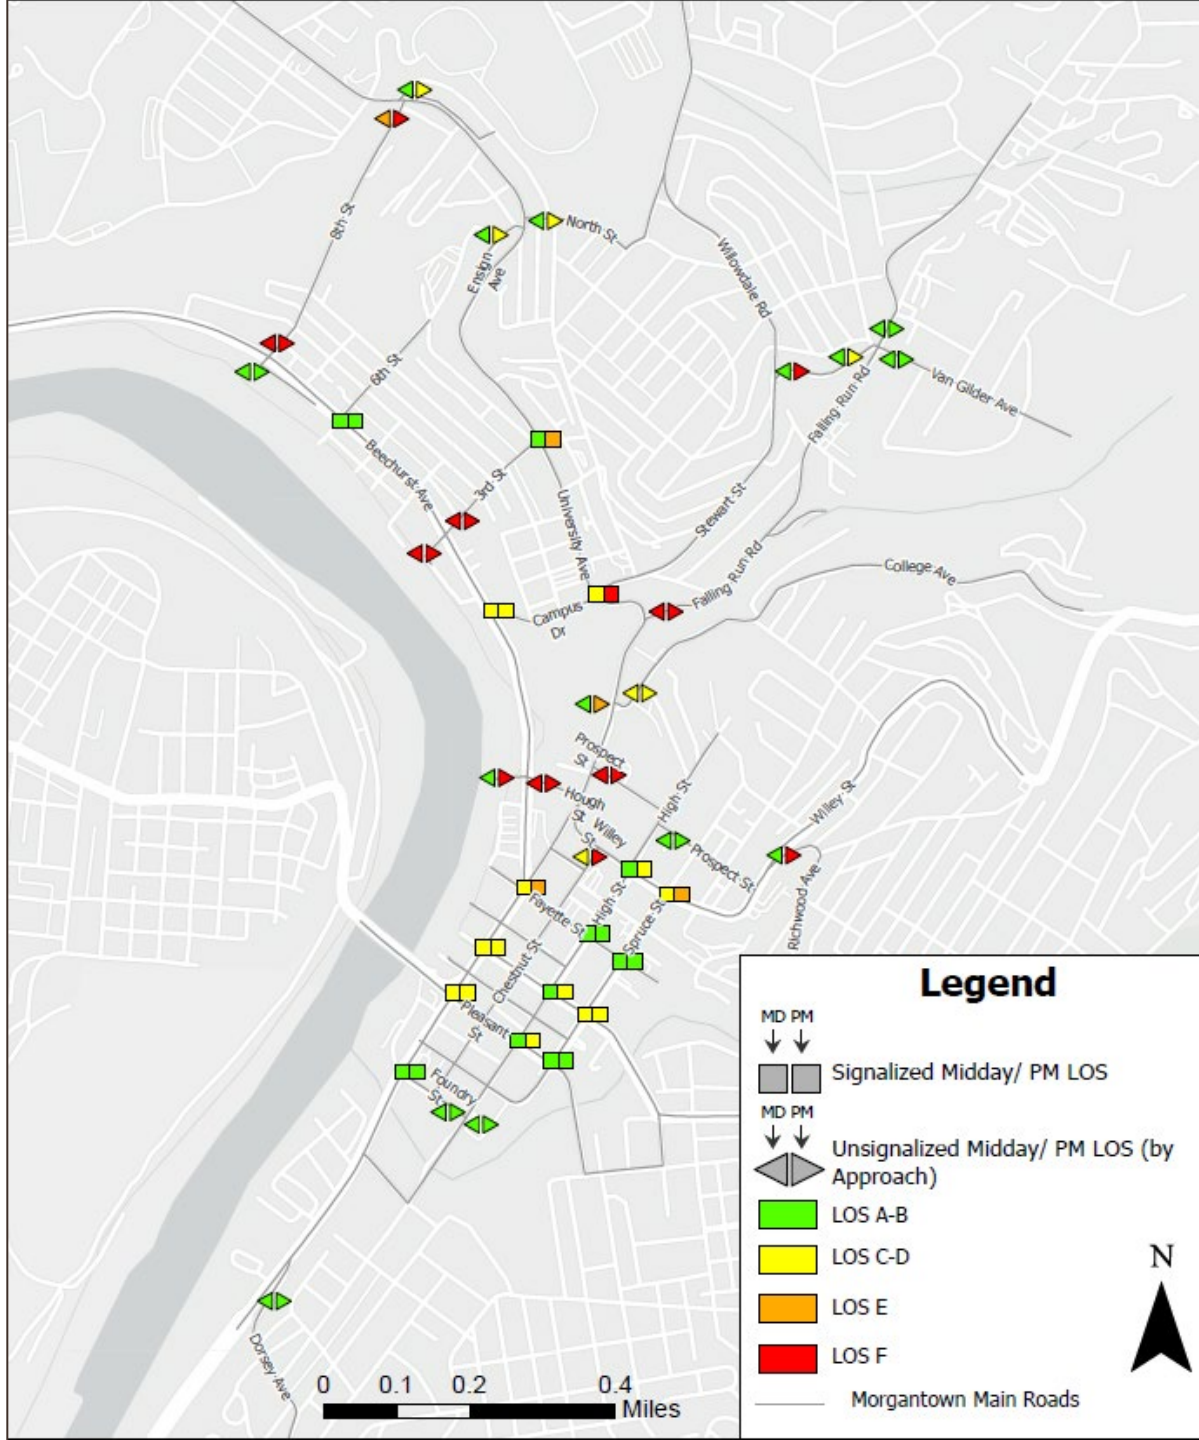 8th St
North St
Ensign
Ave
Willowdale Rd
6th St
Van Gilder Ave
Falling Run Rd
Beechurst Ave
3rd St
University Ave
Stewart St
Falling Run Rd
College Ave
Campus
Dr
Prospect
St
High St
Hough
St
Willey
St
Willey St
Prospect St
Richwood Ave
High St
Fayette St
Spruce St
Chestnut St
Pleasant
St
Foundry
St
Dorsey Ave
0 0.1 0.2 0.4
Miles
Legend
MD PM
Signalized Midday/ PM LOS
MD PM
Unsignalized Midday/ PM LOS (by
Approach)
LOS A-B
LOS C-D
LOS E
LOS F
Morgantown Main Roads
N